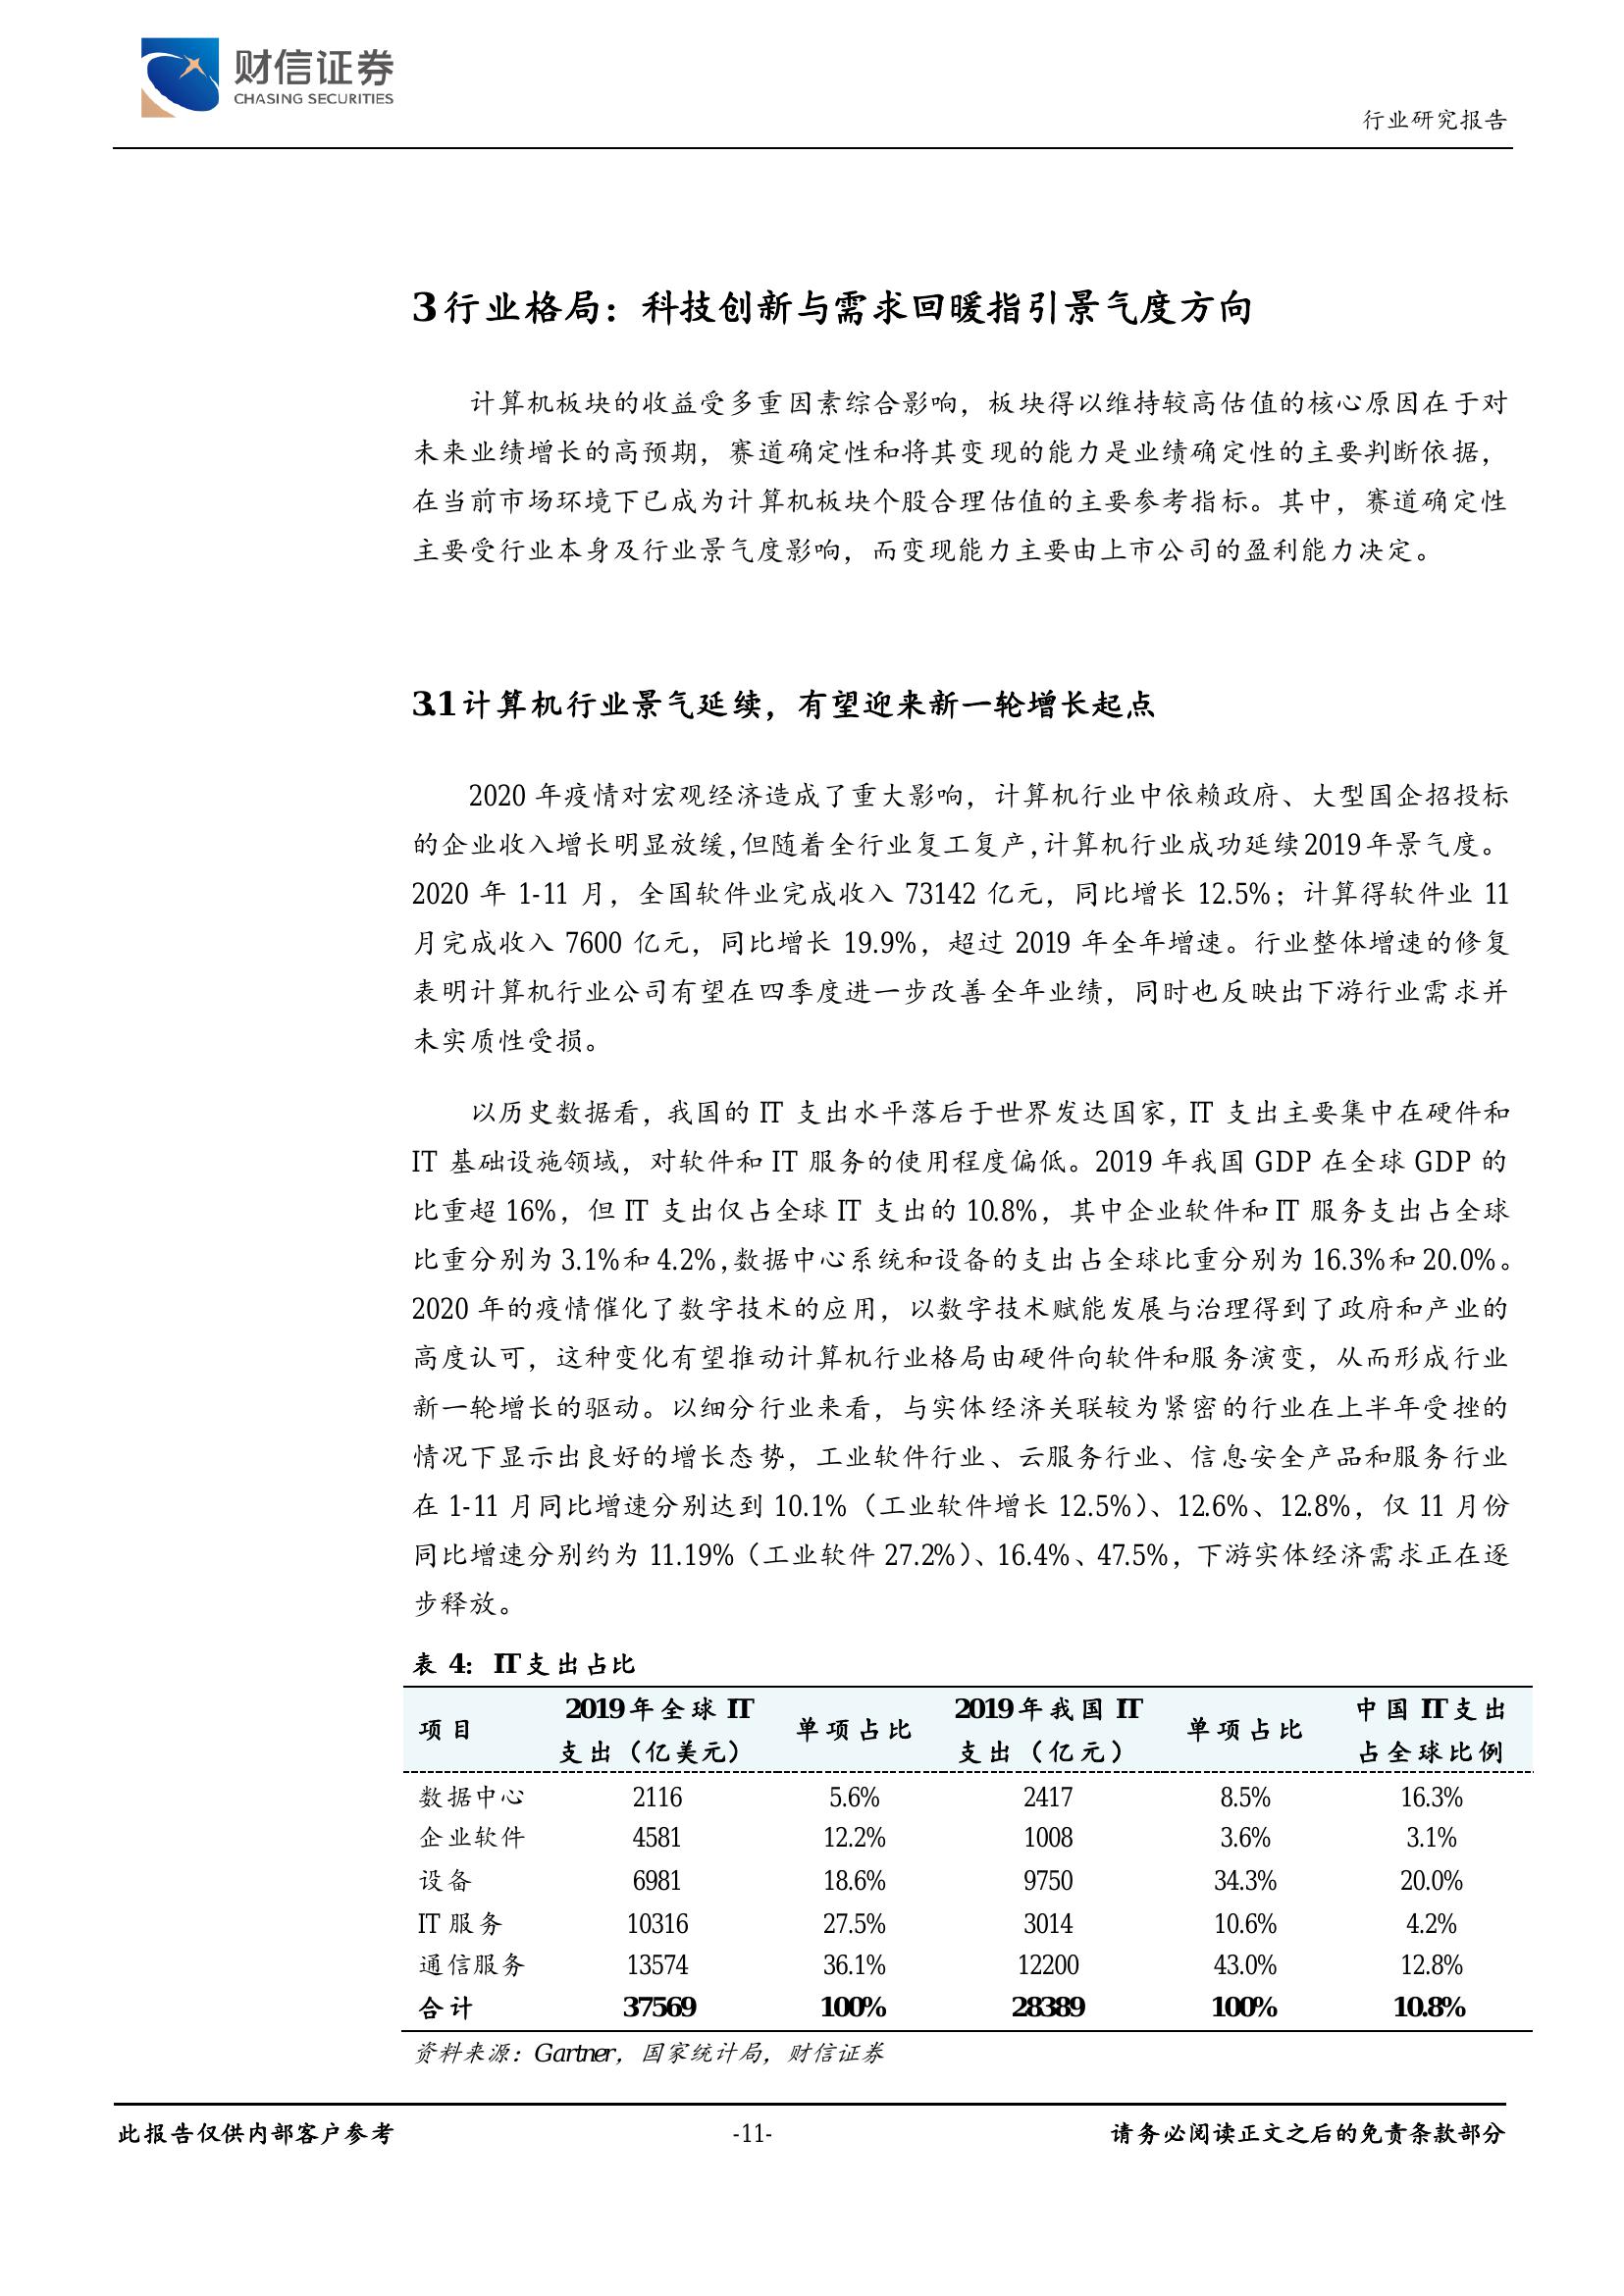 财信证券
CHASING SECURITIES
行业研究报告
3 行业格局：科技创新与需求回暖指引景气度方向
计算机板块的收益受多重因素综合影响，板块得以维持较高估值的核心原因在于对
未来业绩增长的高预期，赛道确定性和将其变现的能力是业绩确定性的主要判断依据，
在当前市场环境下已成为计算机板块个股合理估值的主要参考指标。其中，赛道确定性
主要受行业本身及行业景气度影响，而变现能力主要由上市公司的盈利能力决定。
3.1 计算机行业景气延续，有望迎来新一轮增长起点
2020 年疫情对宏观经济造成了重大影响，计算机行业中依赖政府、大型国企招投标
的企业收入增长明显放缓,但随着全行业复工复产,计算机行业成功延续2019年景气度。
2020 年 1-11 月，全国软件业完成收入 73142 亿元，同比增长 12.5%；计算得软件业 11
月完成收入 7600 亿元，同比增长 19.9%，超过 2019 年全年增速。行业整体增速的修复
表明计算机行业公司有望在四季度进一步改善全年业绩，同时也反映出下游行业需求并
未实质性受损。
以历史数据看，我国的 IT 支出水平落后于世界发达国家，IT 支出主要集中在硬件和
IT 基础设施领域，对软件和 IT 服务的使用程度偏低。2019 年我国 GDP 在全球 GDP 的
比重超 16%，但 IT 支出仅占全球 IT 支出的 10.8%，其中企业软件和 IT 服务支出占全球
比重分别为 3.1%和 4.2%,数据中心系统和设备的支出占全球比重分别为 16.3%和 20.0%。
2020 年的疫情催化了数字技术的应用，以数字技术赋能发展与治理得到了政府和产业的
高度认可，这种变化有望推动计算机行业格局由硬件向软件和服务演变，从而形成行业
新一轮增长的驱动。以细分行业来看，与实体经济关联较为紧密的行业在上半年受挫的
情况下显示出良好的增长态势，工业软件行业、云服务行业、信息安全产品和服务行业
在 1-11 月同比增速分别达到 10.1%（工业软件增长 12.5%）、12.6%、12.8%，仅 11 月份
同比增速分别约为 11.19%（工业软件 27.2%）、16.4%、47.5%，下游实体经济需求正在逐
步释放。
表 4：IT 支出占比
项目 2019 年全球 IT 支出（亿美元） 单项占比 2019 年我国 IT 支出（亿元） 单项占比 中国 IT 支出占全球比例
数据中心 2116 5.6% 2417 8.5% 16.3%
企业软件 4581 12.2% 1008 3.6% 3.1%
设备 6981 18.6% 9750 34.3% 20.0%
IT 服务 10316 27.5% 3014 10.6% 4.2%
通信服务 13574 36.1% 12200 43.0% 12.8%
合计 37569 100% 28389 100% 10.8%
资料来源：Gartner，国家统计局，财信证券
此报告仅供内部客户参考 -11- 请务必阅读正文之后的免责条款部分